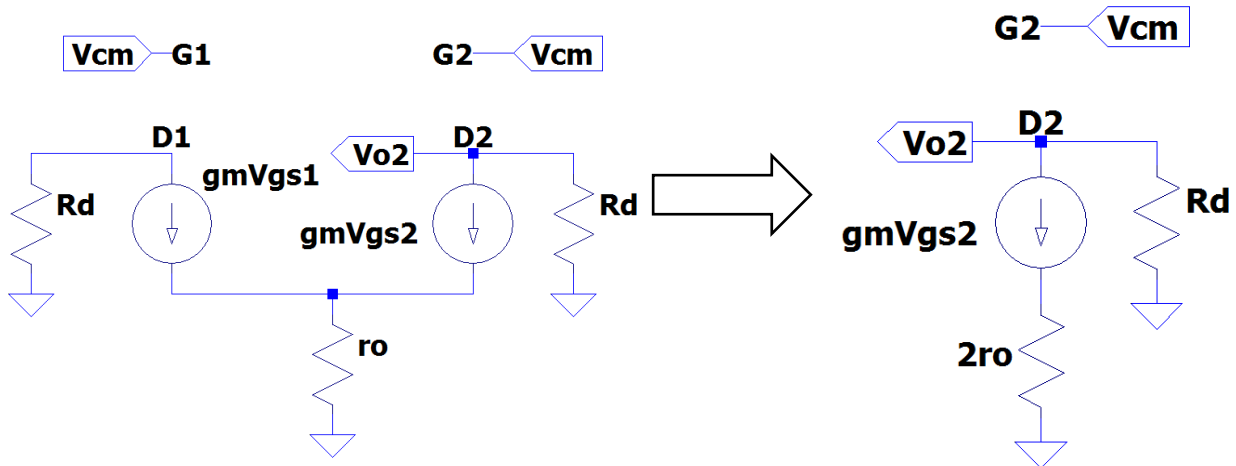 Vcm G1
G2 Vcm
D1
Vo2 D2
gmVgs1
Rd
gmVgs2
Rd
ro
G2 Vcm
D2
Vo2
gmVgs2
Rd
2ro